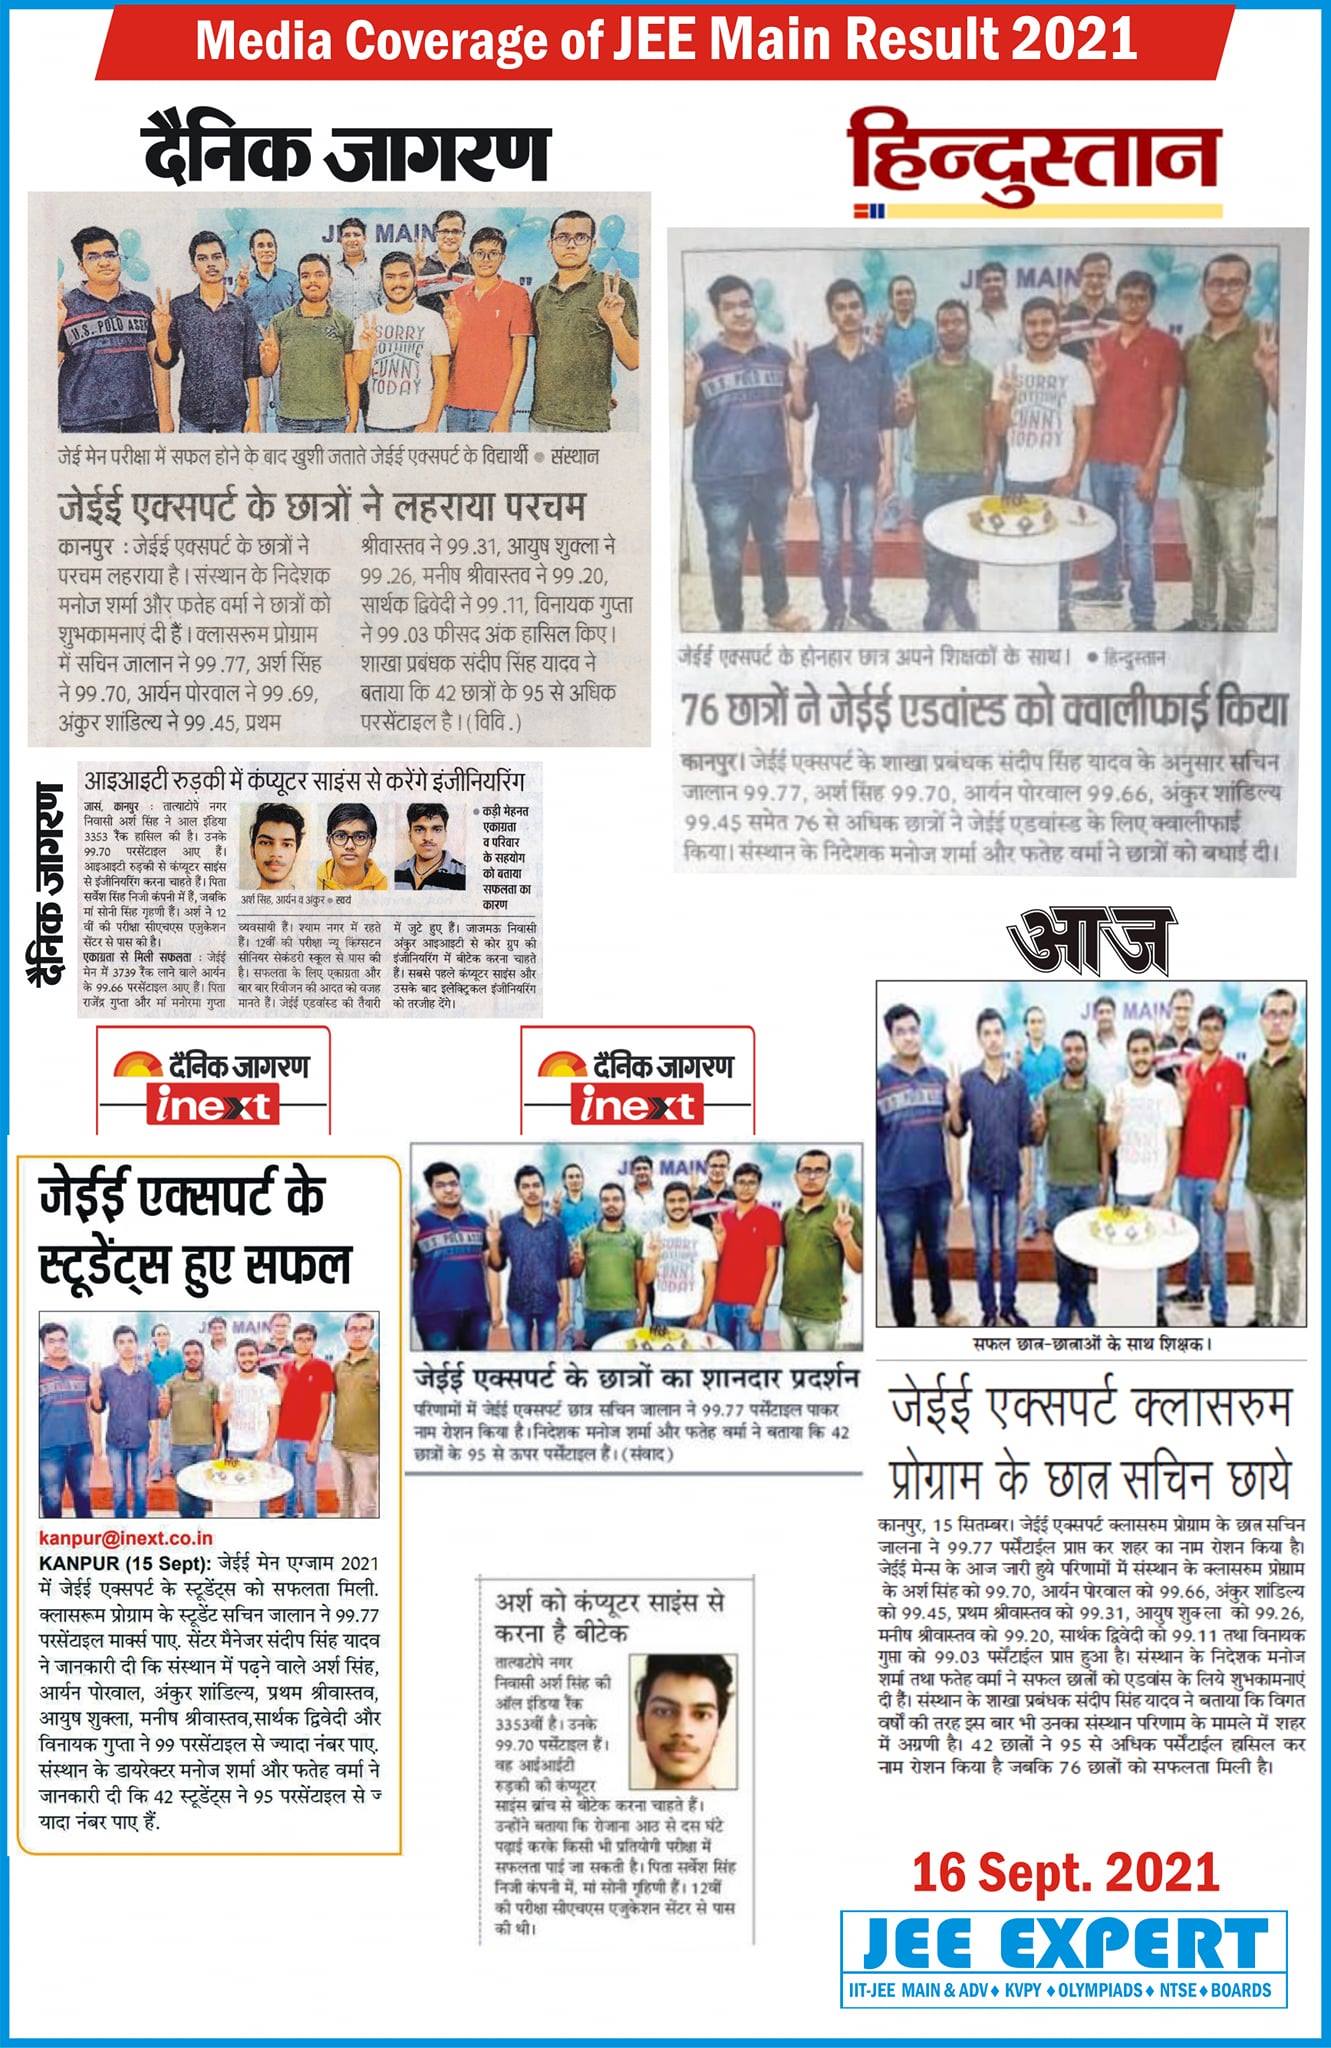 Media Coverage of JEE Main Result 2021
दैनिक जागरण
JEE MAIN
U.S. POLO ASSN
SORRY
NOTHING
FUNNY
TODAY
जेई मेन परीक्षा में सफल होने के बाद खुशी जताते जेईई एक्सपर्ट के विद्यार्थी ● संस्थान
जेईई एक्सपर्ट के छात्रों ने लहराया परचम
कानपुर : जेईई एक्सपर्ट के छात्रों ने
परचम लहराया है। संस्थान के निदेशक
मनोज शर्मा और फतेह वर्मा ने छात्रों को
शुभकामनाएं दी हैं। क्लासरूम प्रोग्राम
में सचिन जालान ने 99.77, अर्श सिंह
ने 99.70, आर्यन पोरवाल ने 99.69,
अंकुर शांडिल्य ने 99.45, प्रथम
श्रीवास्तव ने 99.31, आयुष शुक्ला ने
99.26, मनीष श्रीवास्तव ने 99.20,
सार्थक द्विवेदी ने 99.11, विनायक गुप्ता
ने 99.03 फीसद अंक हासिल किए।
शाखा प्रबंधक संदीप सिंह यादव ने
बताया कि 42 छात्रों के 95 से अधिक
परसेंटाइल है। (विवि.)
हिन्दुस्तान
जेईई एक्सपर्ट के होनहार छात्र अपने शिक्षकों के साथ। ● हिन्दुस्तान
76 छात्रों ने जेईई एडवांस्ड को क्वालीफाई किया
कानपुर। जेईई एक्सपर्ट के शाखा प्रबंधक संदीप सिंह यादव के अनुसार सचिन
जालान 99.77, अर्श सिंह 99.70, आर्यन पोरवाल 99.66, अंकुर शांडिल्य
99.45 समेत 76 से अधिक छात्रों ने जेईई एडवांस्ड के लिए क्वालीफाई
किया। संस्थान के निदेशक मनोज शर्मा और फतेह वर्मा ने छात्रों को बधाई दी।
दैनिक जागरण
आइआइटी रुड़की में कंप्यूटर साइंस से करेंगे इंजीनियरिंग
जासं, कानपुर : तात्याटोपे नगर
निवासी अर्श सिंह ने आल इंडिया
3353 रैंक हासिल की है। उनके
99.70 परसेंटाइल आए हैं।
आइआइटी रुड़की से कंप्यूटर साइंस
से इंजीनियरिंग करना चाहते हैं। पिता
सर्वेश सिंह निजी कंपनी में हैं, जबकि
मां सोनी सिंह गृहणी हैं। अर्श ने 12
वीं की परीक्षा सीएचएस एजुकेशन
सेंटर से पास की है।
एकाग्रता से मिली सफलता : जेईई
मेन में 3739 रैंक लाने वाले आर्यन
के 99.66 परसेंटाइल आए हैं। पिता
राजेंद्र गुप्ता और मां मनोरमा गुप्ता
अर्श सिंह, आर्यन व अंकुर ● स्वयं
● कड़ी मेहनत
एकाग्रता
व परिवार
के सहयोग
को बताया
सफलता का
कारण
व्यवसायी हैं। श्याम नगर में रहते
हैं। 12वीं की परीक्षा न्यू किंग्सटन
सीनियर सेकंडरी स्कूल से पास की
है। सफलता के लिए एकाग्रता और
बार बार रिवीजन की आदत को वजह
मानते हैं। जेईई एडवांस्ड की तैयारी
में जुटे हुए हैं। जाजमऊ निवासी
अंकुर आइआइटी से कोर ग्रुप की
इंजीनियरिंग में बीटेक करना चाहते
हैं। सबसे पहले कंप्यूटर साइंस और
उसके बाद इलेक्ट्रिकल इंजीनियरिंग
को तरजीह देंगे।
दैनिक जागरण
inext
जेईई एक्सपर्ट के
स्टूडेंट्स हुए सफल
kanpur@inext.co.in
KANPUR (15 Sept): जेईई मेन एग्जाम 2021
में जेईई एक्सपर्ट के स्टूडेंट्स को सफलता मिली.
क्लासरूम प्रोग्राम के स्टूडेंट सचिन जालान ने 99.77
परसेंटाइल मार्क्स पाए. सेंटर मैनेजर संदीप सिंह यादव
ने जानकारी दी कि संस्थान में पढ़ने वाले अर्श सिंह,
आर्यन पोरवाल, अंकुर शांडिल्य, प्रथम श्रीवास्तव,
आयुष शुक्ला, मनीष श्रीवास्तव,सार्थक द्विवेदी और
विनायक गुप्ता ने 99 परसेंटाइल से ज्यादा नंबर पाए.
संस्थान के डायरेक्टर मनोज शर्मा और फतेह वर्मा ने
जानकारी दी कि 42 स्टूडेंट्स ने 95 परसेंटाइल से ज्
यादा नंबर पाए हैं.
दैनिक जागरण
inext
जेईई एक्सपर्ट के छात्रों का शानदार प्रदर्शन
परिणामों में जेईई एक्सपर्ट छात्र सचिन जालान ने 99.77 पर्सेंटाइल पाकर
नाम रोशन किया है।निदेशक मनोज शर्मा और फतेह वर्मा ने बताया कि 42
छात्रों के 95 से ऊपर पर्सेंटाइल हैं। (संवाद)
अर्श को कंप्यूटर साइंस से
करना है बीटेक
तात्याटोपे नगर
निवासी अर्श सिंह की
ऑल इंडिया रैंक
3353वीं है। उनके
99.70 पर्सेंटाइल हैं।
वह आईआईटी
रुड़की की कंप्यूटर
साइंस ब्रांच से बीटेक करना चाहते हैं।
उन्होंने बताया कि रोजाना आठ से दस घंटे
पढ़ाई करके किसी भी प्रतियोगी परीक्षा में
सफलता पाई जा सकती है। पिता सर्वेश सिंह
निजी कंपनी में, मां सोनी गृहिणी हैं। 12वीं
की परीक्षा सीएचएस एजुकेशन सेंटर से पास
की थी।
आज
सफल छात्र-छात्राओं के साथ शिक्षक।
जेईई एक्सपर्ट क्लासरुम
प्रोग्राम के छात्र सचिन छाये
कानपुर, 15 सितम्बर। जेईई एक्सपर्ट क्लासरुम प्रोग्राम के छात्र सचिन
जालना ने 99.77 पर्सेंटाईल प्राप्त कर शहर का नाम रोशन किया है।
जेईई मेन्स के आज जारी हुये परिणामों में संस्थान के क्लासरुम प्रोग्राम
के अर्श सिंह को 99.70, आर्यन पोरवाल को 99.66, अंकुर शांडिल्य
को 99.45, प्रथम श्रीवास्तव को 99.31, आयुष शुक्ला को 99.26,
मनीष श्रीवास्तव को 99.20, सार्थक द्विवेदी को 99.11 तथा विनायक
गुप्ता को 99.03 पर्सेंटाईल प्राप्त हुआ है। संस्थान के निदेशक मनोज
शर्मा तथा फतेह वर्मा ने सफल छात्रों को एडवांस के लिये शुभकामनाएं
दी हैं। संस्थान के शाखा प्रबंधक संदीप सिंह यादव ने बताया कि विगत
वर्षों की तरह इस बार भी उनका संस्थान परिणाम के मामले में शहर
में अग्रणी है। 42 छात्रों ने 95 से अधिक पर्सेंटाईल हासिल कर
नाम रोशन किया है जबकि 76 छात्रों को सफलता मिली है।
16 Sept. 2021
JEE EXPERT
IIT-JEE MAIN & ADV♦ KVPY ♦OLYMPIADS♦ NTSE♦BOARDS